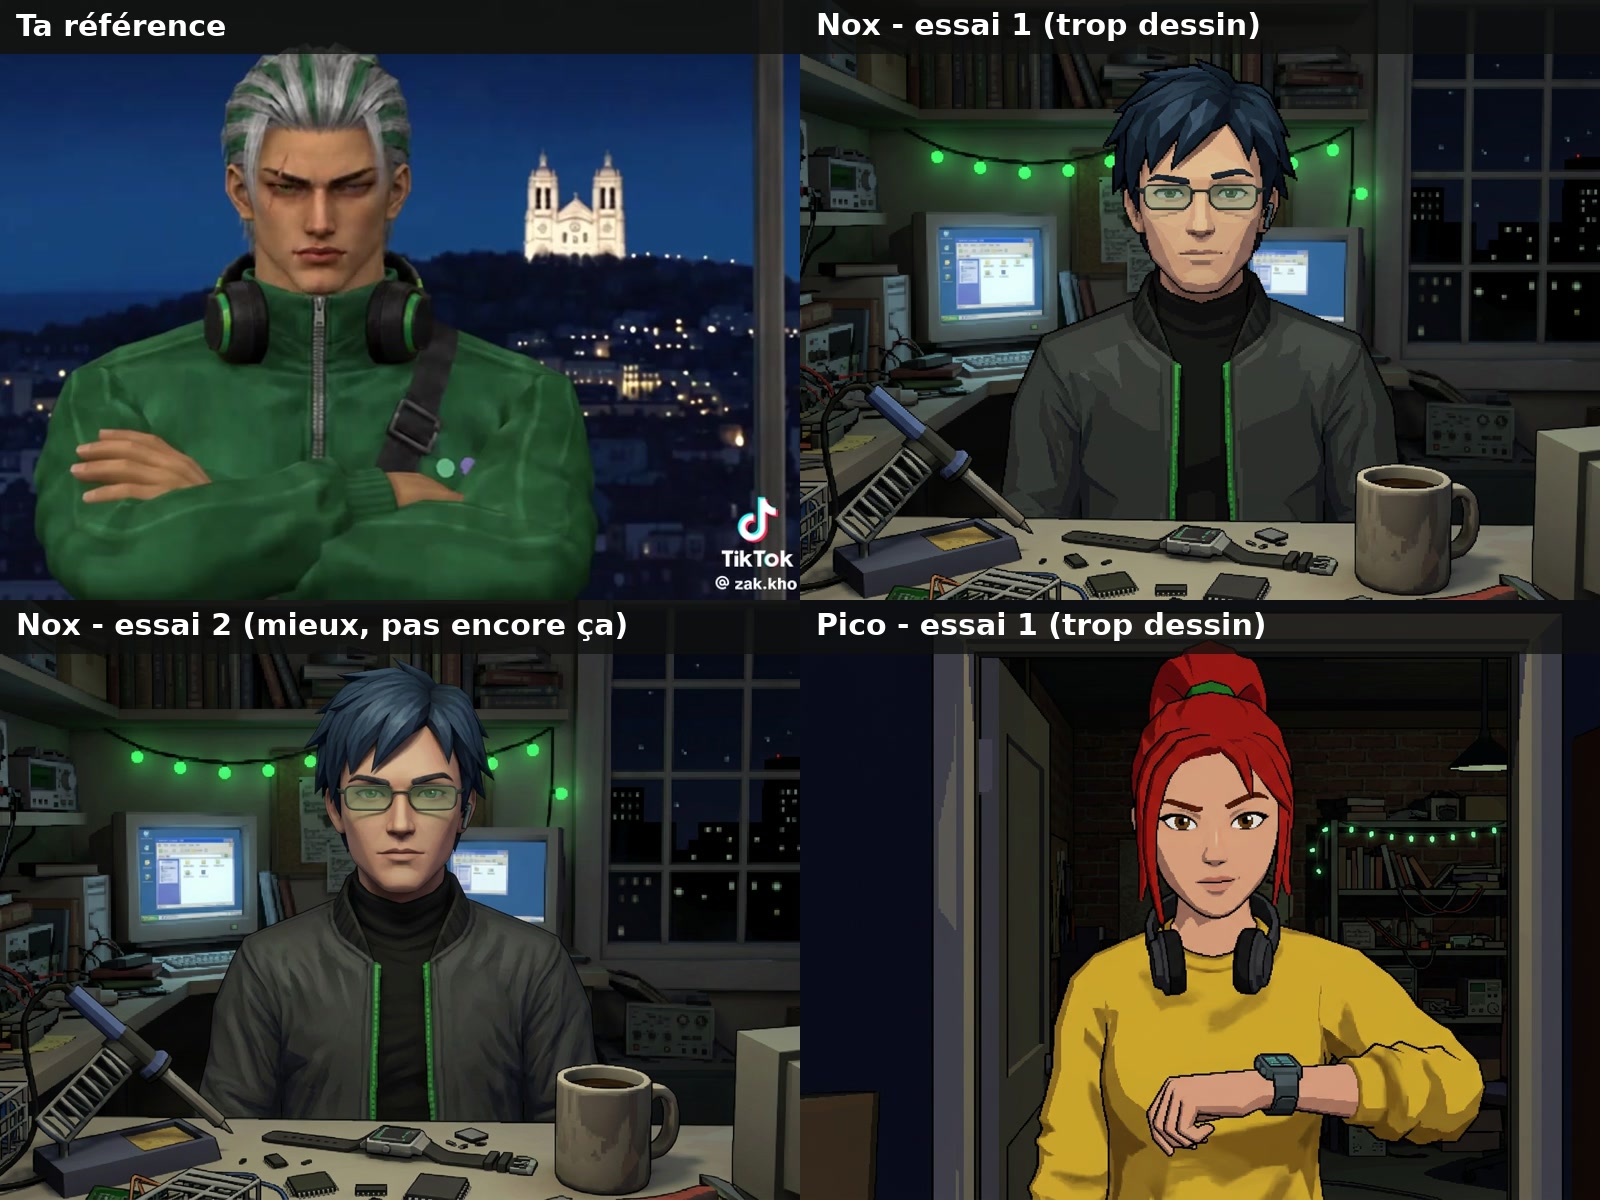 Ta référence
Nox - essai 1 (trop dessin)
TikTok
@ zak.kho
Nox - essai 2 (mieux, pas encore ça)
Pico - essai 1 (trop dessin)